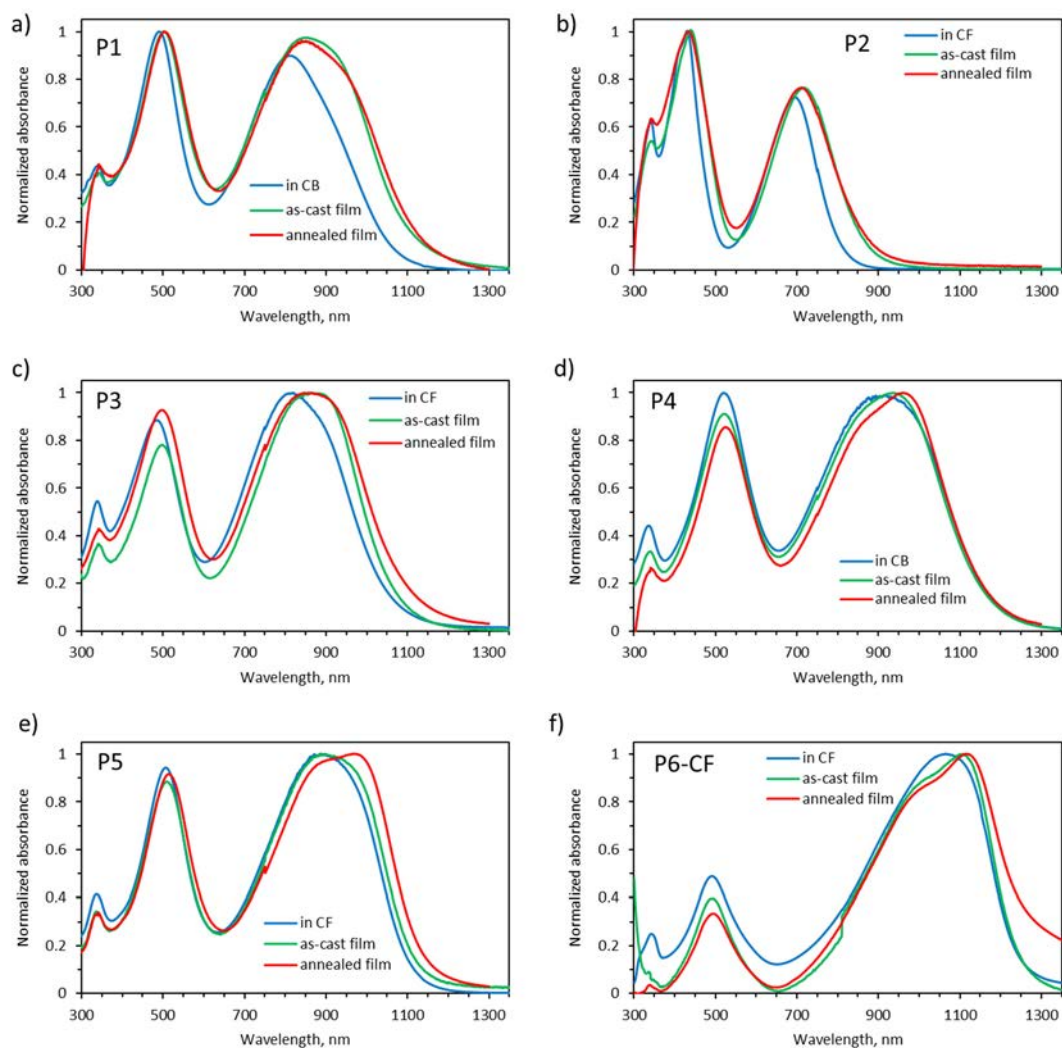 a)
P1
Normalized absorbance
1
0.8
0.6
0.4
0.2
0
in CB
as-cast film
annealed film
300 500 700 900 1100 1300
Wavelength, nm
b)
P2
Normalized absorbance
1
0.8
0.6
0.4
0.2
0
in CF
as-cast film
annealed film
300 500 700 900 1100 1300
Wavelength, nm
c)
P3
Normalized absorbance
1
0.8
0.6
0.4
0.2
0
in CF
as-cast film
annealed film
300 500 700 900 1100 1300
Wavelength, nm
d)
P4
Normalized absorbance
1
0.8
0.6
0.4
0.2
0
in CB
as-cast film
annealed film
300 500 700 900 1100 1300
Wavelength, nm
e)
P5
Normalized absorbance
1
0.8
0.6
0.4
0.2
0
in CF
as-cast film
annealed film
300 500 700 900 1100 1300
Wavelength, nm
f)
P6-CF
Normalized absorbance
1
0.8
0.6
0.4
0.2
0
in CF
as-cast film
annealed film
300 500 700 900 1100 1300
Wavelength, nm